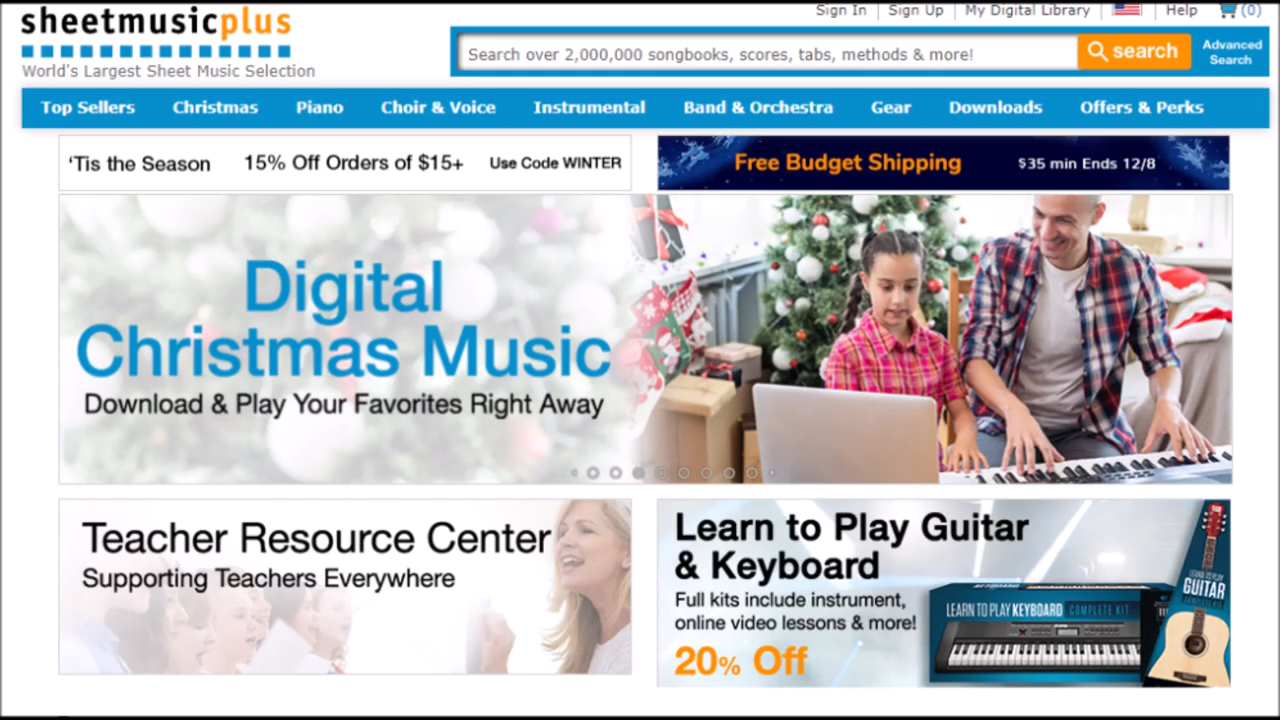 sheetmusicplus
World's Largest Sheet Music Selection
Sign In Sign Up My Digital Library Help (0)
Search over 2,000,000 songbooks, scores, tabs, methods & more!
search
Advanced
Search
Top Sellers Christmas Piano Choir & Voice Instrumental Band & Orchestra Gear Downloads Offers & Perks
'Tis the Season 15% Off Orders of $15+ Use Code WINTER
Free Budget Shipping $35 min Ends 12/8
Digital
Christmas Music
Download & Play Your Favorites Right Away
Teacher Resource Center
Supporting Teachers Everywhere
Learn to Play Guitar
& Keyboard
Full kits include instrument,
online video lessons & more!
20% Off
LEARN TO PLAY KEYBOARD COMPLETE KIT
LEARN TO PLAY
GUITAR
COMPLETE KIT